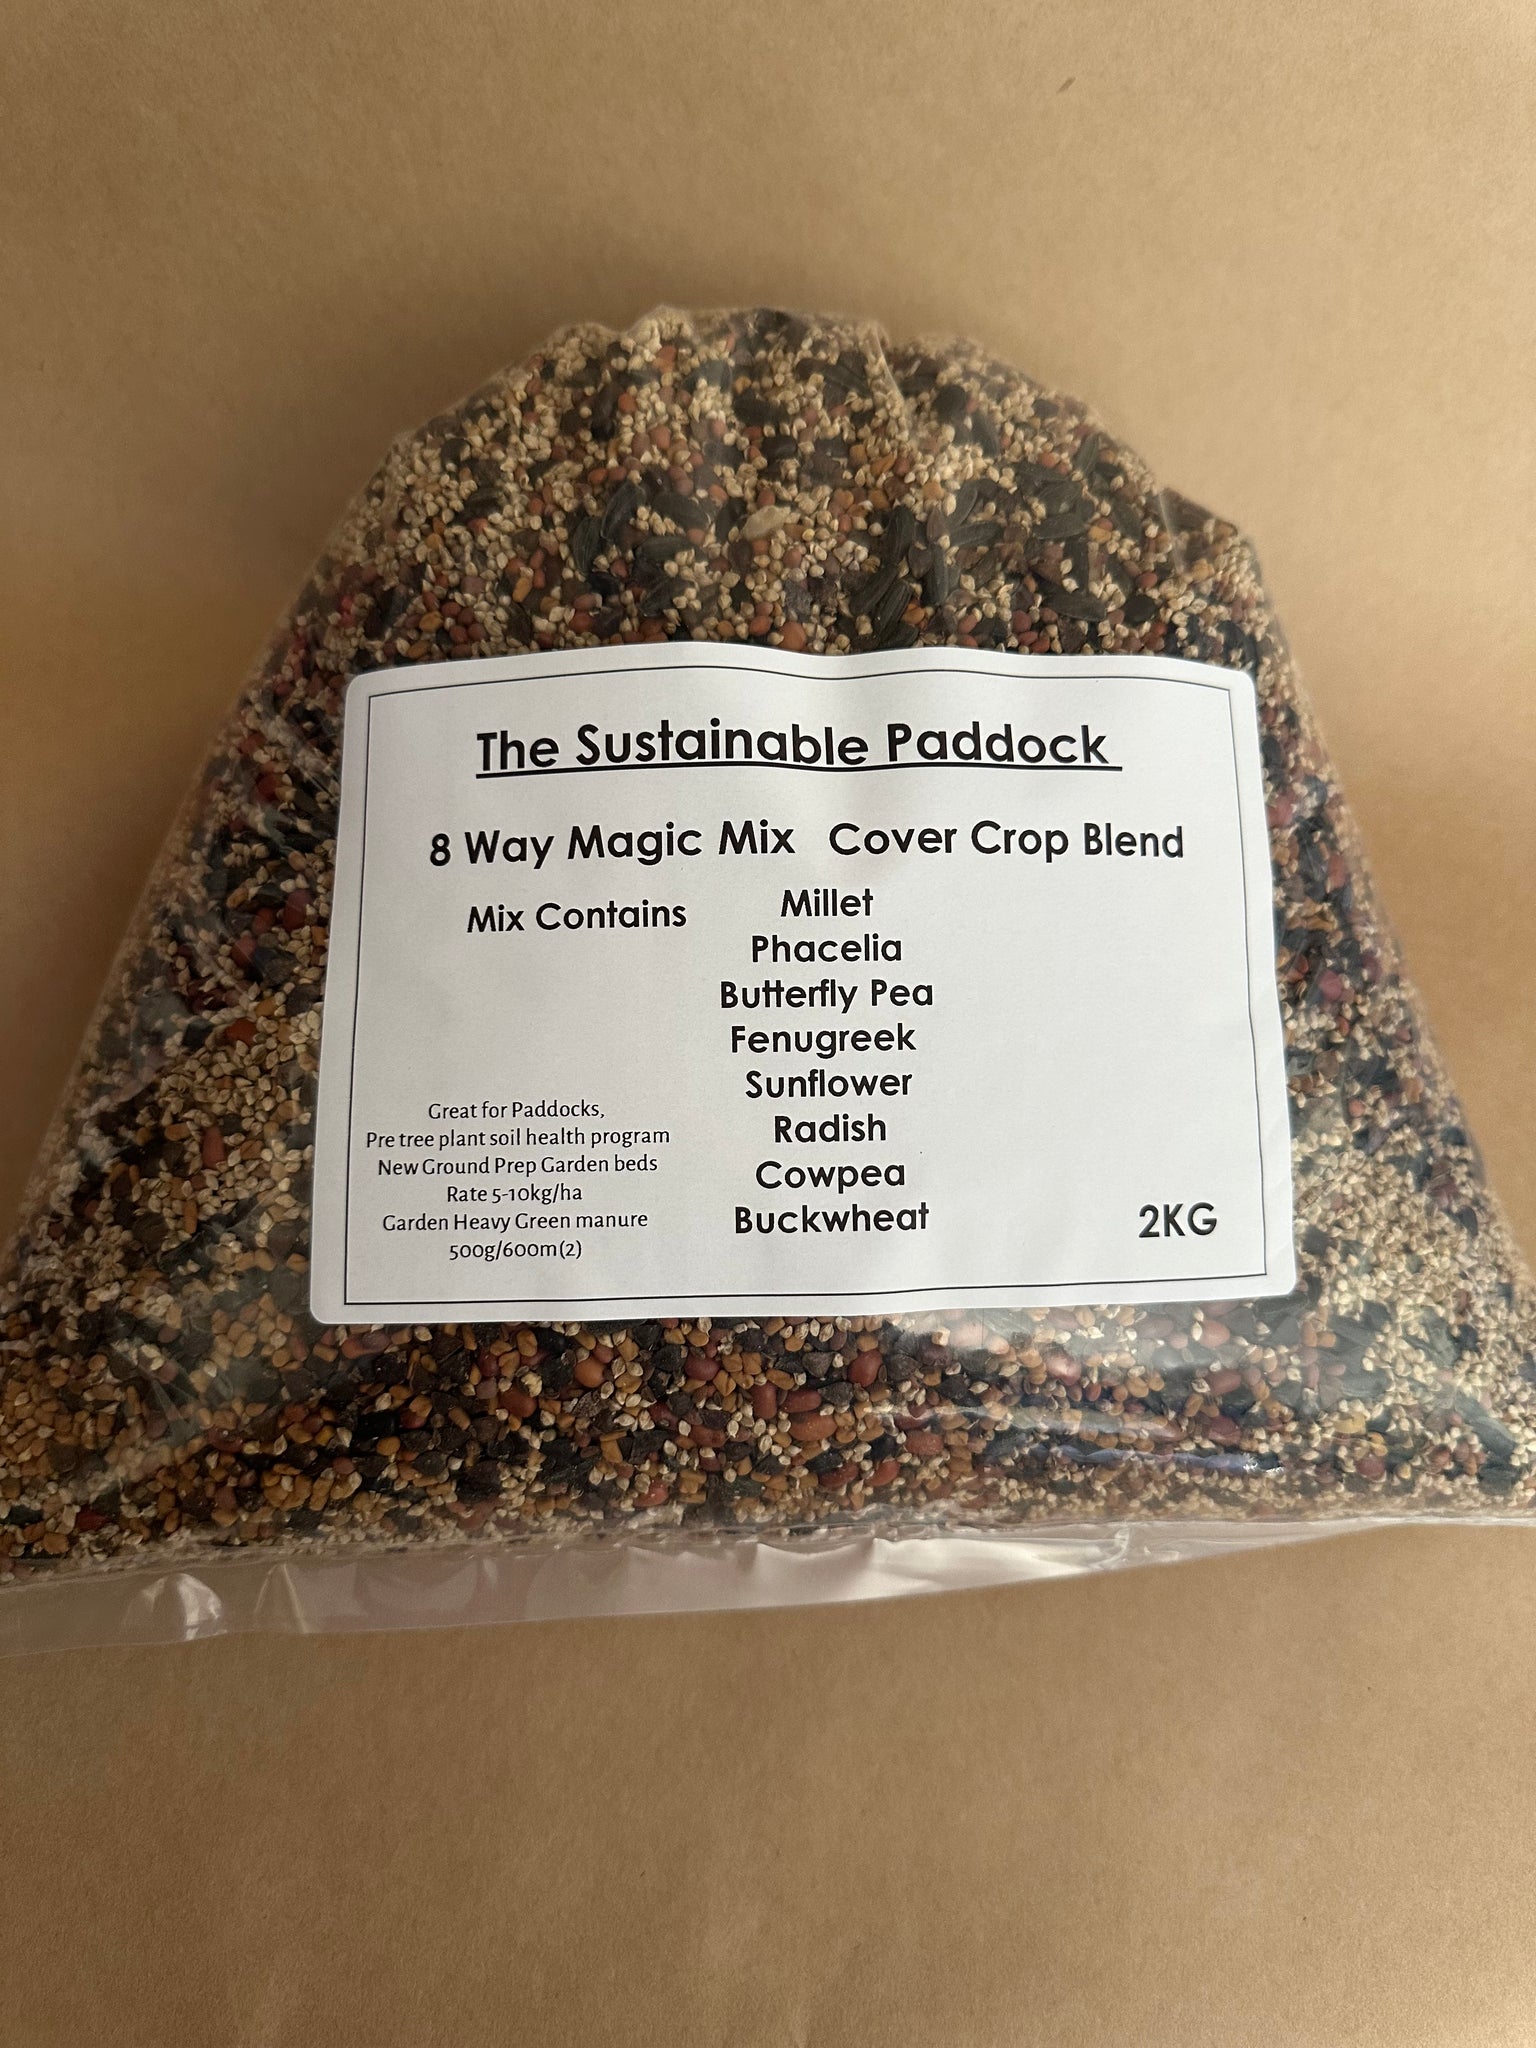 The Sustainable Paddock
8 Way Magic Mix Cover Crop Blend
Mix Contains
Millet
Phacelia
Butterfly Pea
Fenugreek
Sunflower
Radish
Cowpea
Buckwheat
Great for Paddocks,
Pre tree plant soil health program
New Ground Prep Garden beds
Rate 5-10kg/ha
Garden Heavy Green manure
500g/600m(2)
2KG